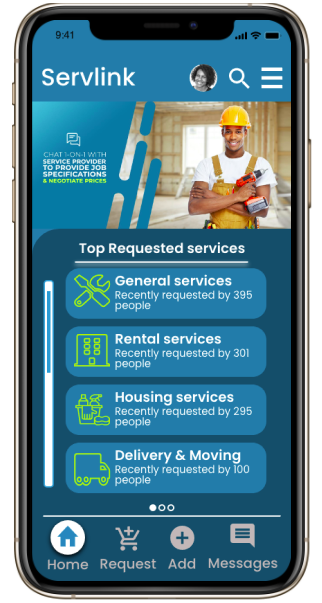 9:41
Servlink
CHAT 1-ON-1 WITH
SERVICE PROVIDER
TO PROVIDE JOB
SPECIFICATIONS
& NEGOTIATE PRICES
Top Requested services
General services
Recently requested by 395
people
Rental services
Recently requested by 301
people
Housing services
Recently requested by 295
people
Delivery & Moving
Recently requested by 100
people
Home Request Add Messages